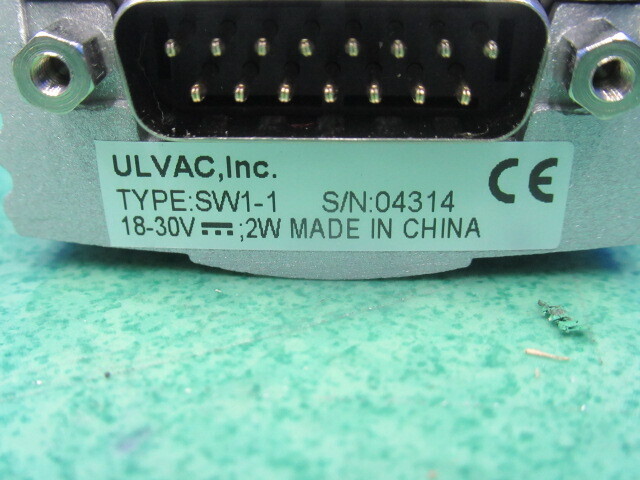 ULVAC,Inc.
TYPE:SW1-1 S/N:04314
18-30V⎓;2W MADE IN CHINA
CE